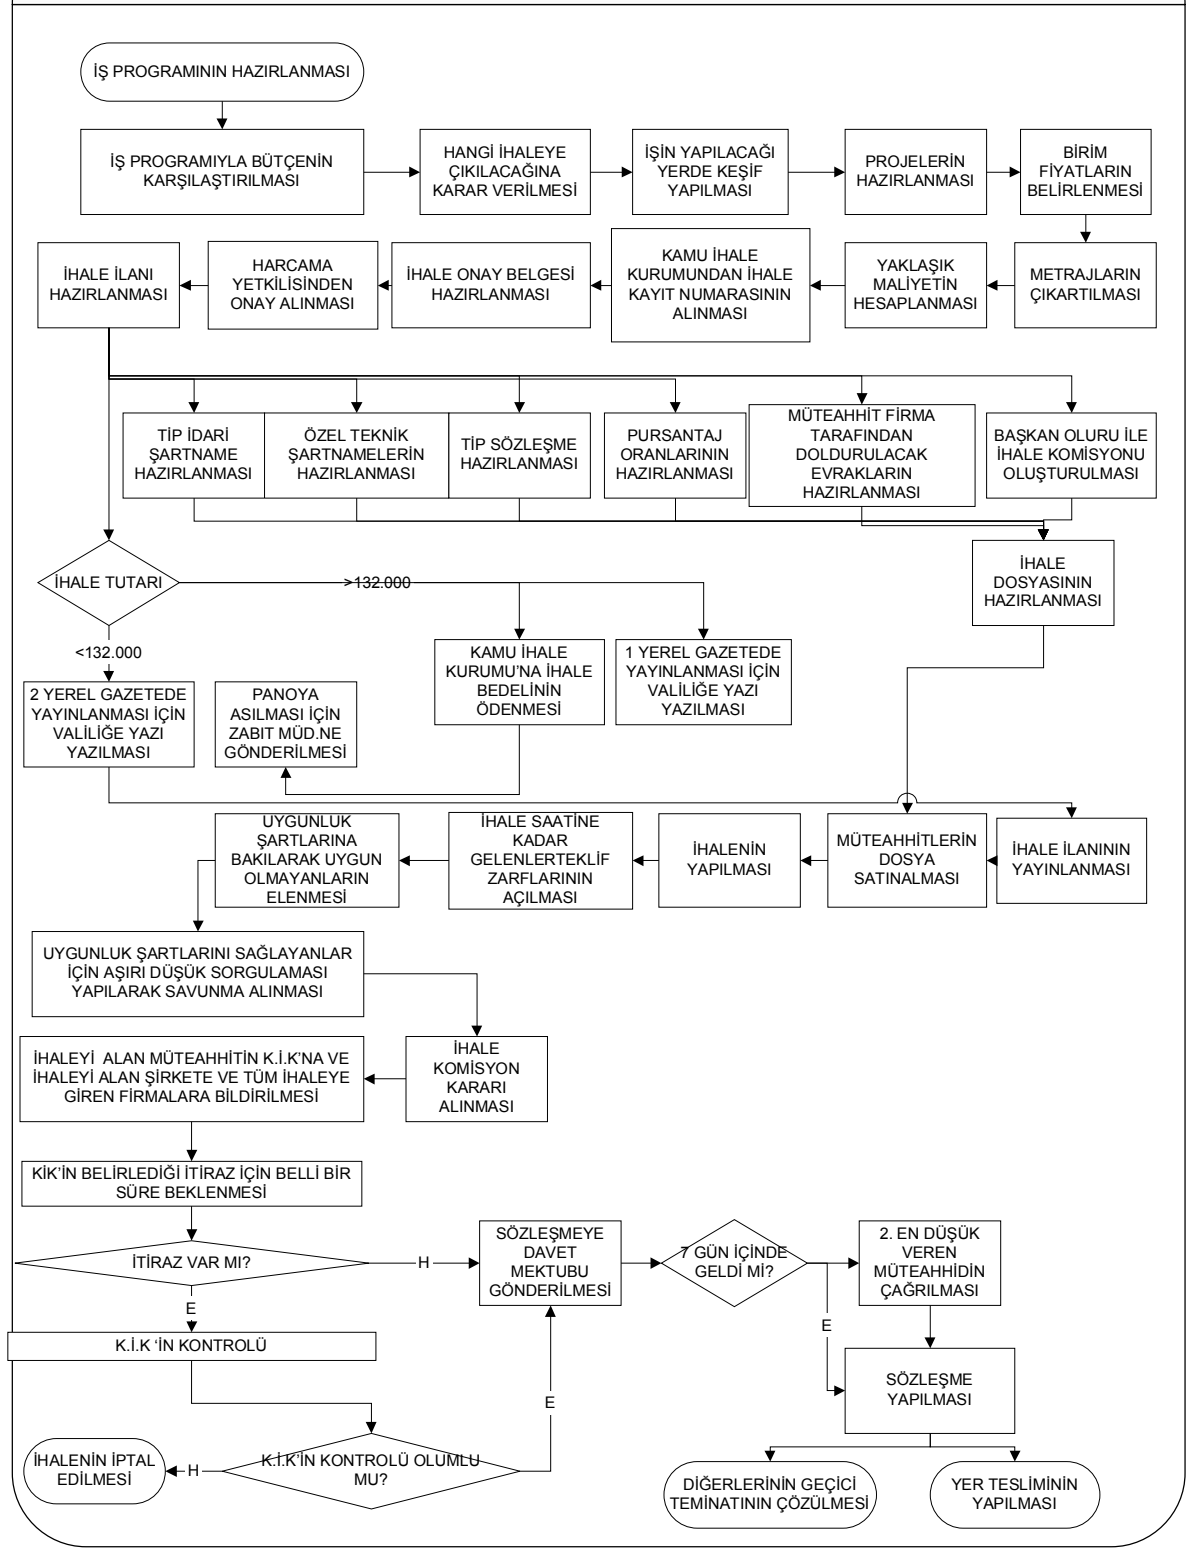 İŞ PROGRAMININ HAZIRLANMASI
İŞ PROGRAMIYLA BÜTÇENİN
KARŞILAŞTIRILMASI
HANGİ İHALEYE
ÇIKILACAĞINA
KARAR VERİLMESİ
İŞİN YAPILACAĞI
YERDE KEŞİF
YAPILMASI
PROJELERİN
HAZIRLANMASI
BİRİM
FİYATLARIN
BELİRLENMESİ
İHALE İLANI
HAZIRLANMASI
HARCAMA
YETKİLİSİNDEN
ONAY ALINMASI
İHALE ONAY BELGESİ
HAZIRLANMASI
KAMU İHALE
KURUMUNDAN İHALE
KAYIT NUMARASININ
ALINMASI
YAKLAŞIK
MALİYETİN
HESAPLANMASI
METRAJLARIN
ÇIKARTILMASI
TİP İDARİ
ŞARTNAME
HAZIRLANMASI
ÖZEL TEKNİK
ŞARTNAMELERİN
HAZIRLANMASI
TİP SÖZLEŞME
HAZIRLANMASI
PURSANTAJ
ORANLARININ
HAZIRLANMASI
MÜTEAHHİT FİRMA
TARAFINDAN
DOLDURULACAK
EVRAKLARIN
HAZIRLANMASI
BAŞKAN OLURU İLE
İHALE KOMİSYONU
OLUŞTURULMASI
İHALE TUTARI
>132.000
İHALE
DOSYASININ
HAZIRLANMASI
<132.000
2 YEREL GAZETEDE
YAYINLANMASI İÇİN
VALİLİĞE YAZI
YAZILMASI
PANOYA
ASILMASI İÇİN
ZABIT MÜD.NE
GÖNDERİLMESİ
KAMU İHALE
KURUMU'NA İHALE
BEDELİNİN
ÖDENMESİ
1 YEREL GAZETEDE
YAYINLANMASI İÇİN
VALİLİĞE YAZI
YAZILMASI
UYGUNLUK
ŞARTLARINA
BAKILARAK UYGUN
OLMAYANLARIN
ELENMESİ
İHALE SAATİNE
KADAR
GELENLERTEKLİF
ZARFLARININ
AÇILMASI
İHALENİN
YAPILMASI
MÜTEAHHİTLERİN
DOSYA
SATINALMASI
İHALE İLANININ
YAYINLANMASI
UYGUNLUK ŞARTLARINI SAĞLAYANLAR
İÇİN AŞIRI DÜŞÜK SORGULAMASI
YAPILARAK SAVUNMA ALINMASI
İHALEYİ  ALAN MÜTEAHHİTİN K.İ.K'NA VE
İHALEYİ ALAN ŞİRKETE VE TÜM İHALEYE
GİREN FİRMALARA BİLDİRİLMESİ
İHALE
KOMİSYON
KARARI
ALINMASI
KİK'İN BELİRLEDİĞİ İTİRAZ İÇİN BELLİ BİR
SÜRE BEKLENMESİ
İTİRAZ VAR MI?
H
SÖZLEŞMEYE
DAVET
MEKTUBU
GÖNDERİLMESİ
7 GÜN İÇİNDE
GELDİ Mİ?
2. EN DÜŞÜK
VEREN
MÜTEAHHİDİN
ÇAĞRILMASI
E
E
K.İ.K 'İN KONTROLÜ
SÖZLEŞME
YAPILMASI
E
İHALENİN İPTAL
EDİLMESİ
H
K.İ.K'İN KONTROLÜ OLUMLU
MU?
DİĞERLERİNİN GEÇİCİ
TEMİNATININ ÇÖZÜLMESİ
YER TESLİMİNİN
YAPILMASI